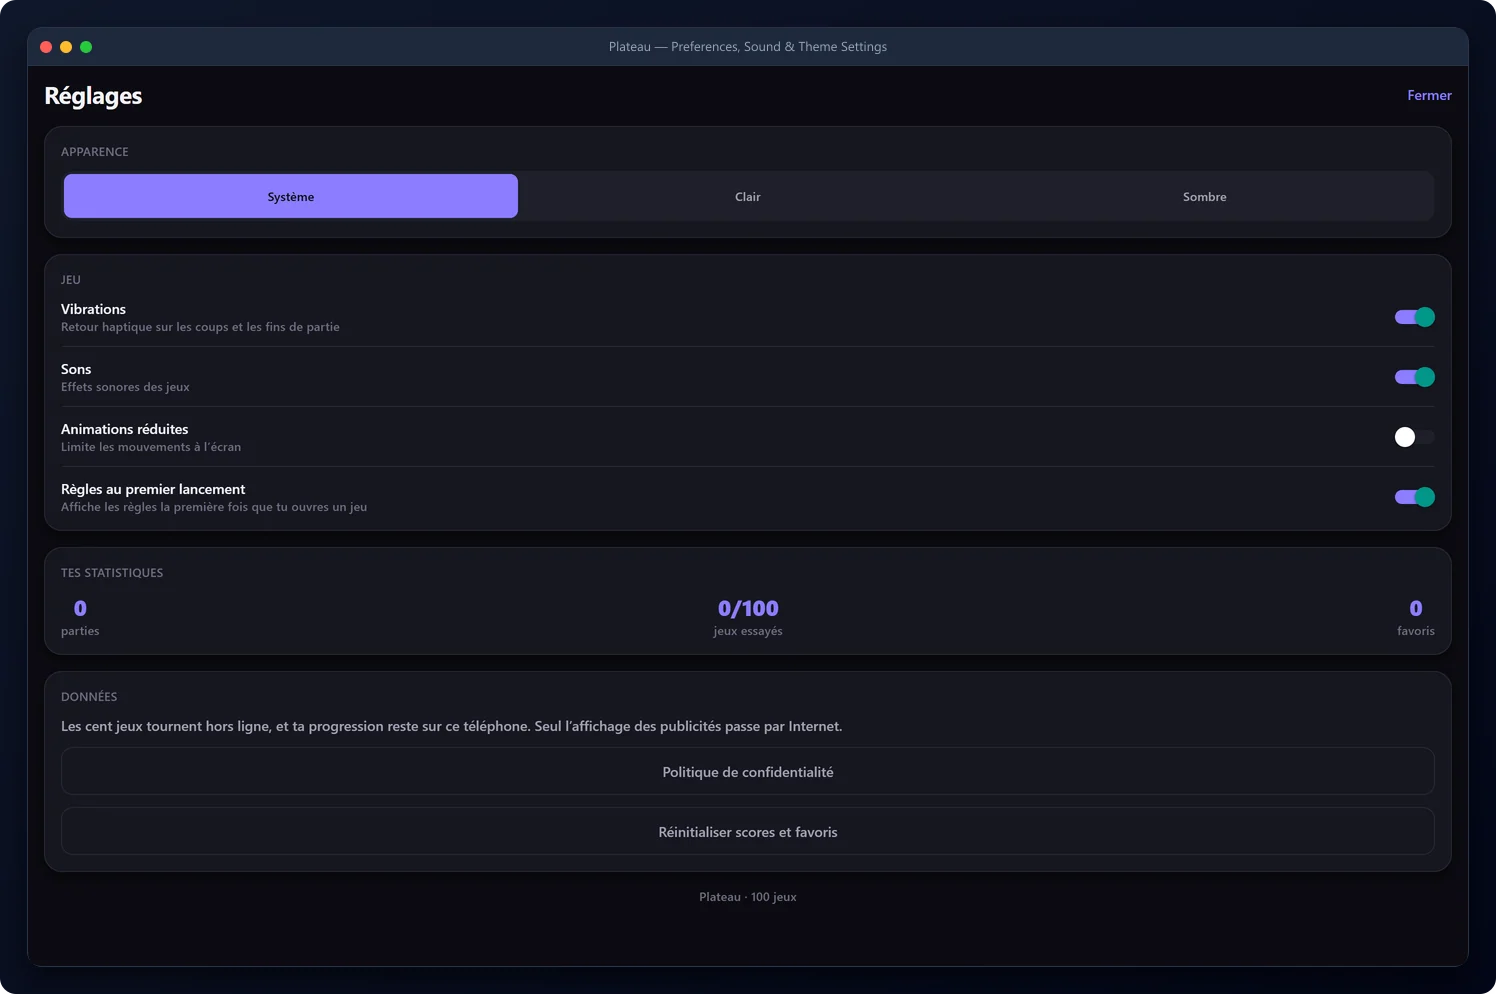 Plateau — Preferences, Sound & Theme Settings
Réglages
Fermer
APPARENCE
Système
Clair
Sombre
JEU
Vibrations
Retour haptique sur les coups et les fins de partie
Sons
Effets sonores des jeux
Animations réduites
Limite les mouvements à l’écran
Règles au premier lancement
Affiche les règles la première fois que tu ouvres un jeu
TES STATISTIQUES
0
parties
0/100
jeux essayés
0
favoris
DONNÉES
Les cent jeux tournent hors ligne, et ta progression reste sur ce téléphone. Seul l’affichage des publicités passe par Internet.
Politique de confidentialité
Réinitialiser scores et favoris
Plateau · 100 jeux